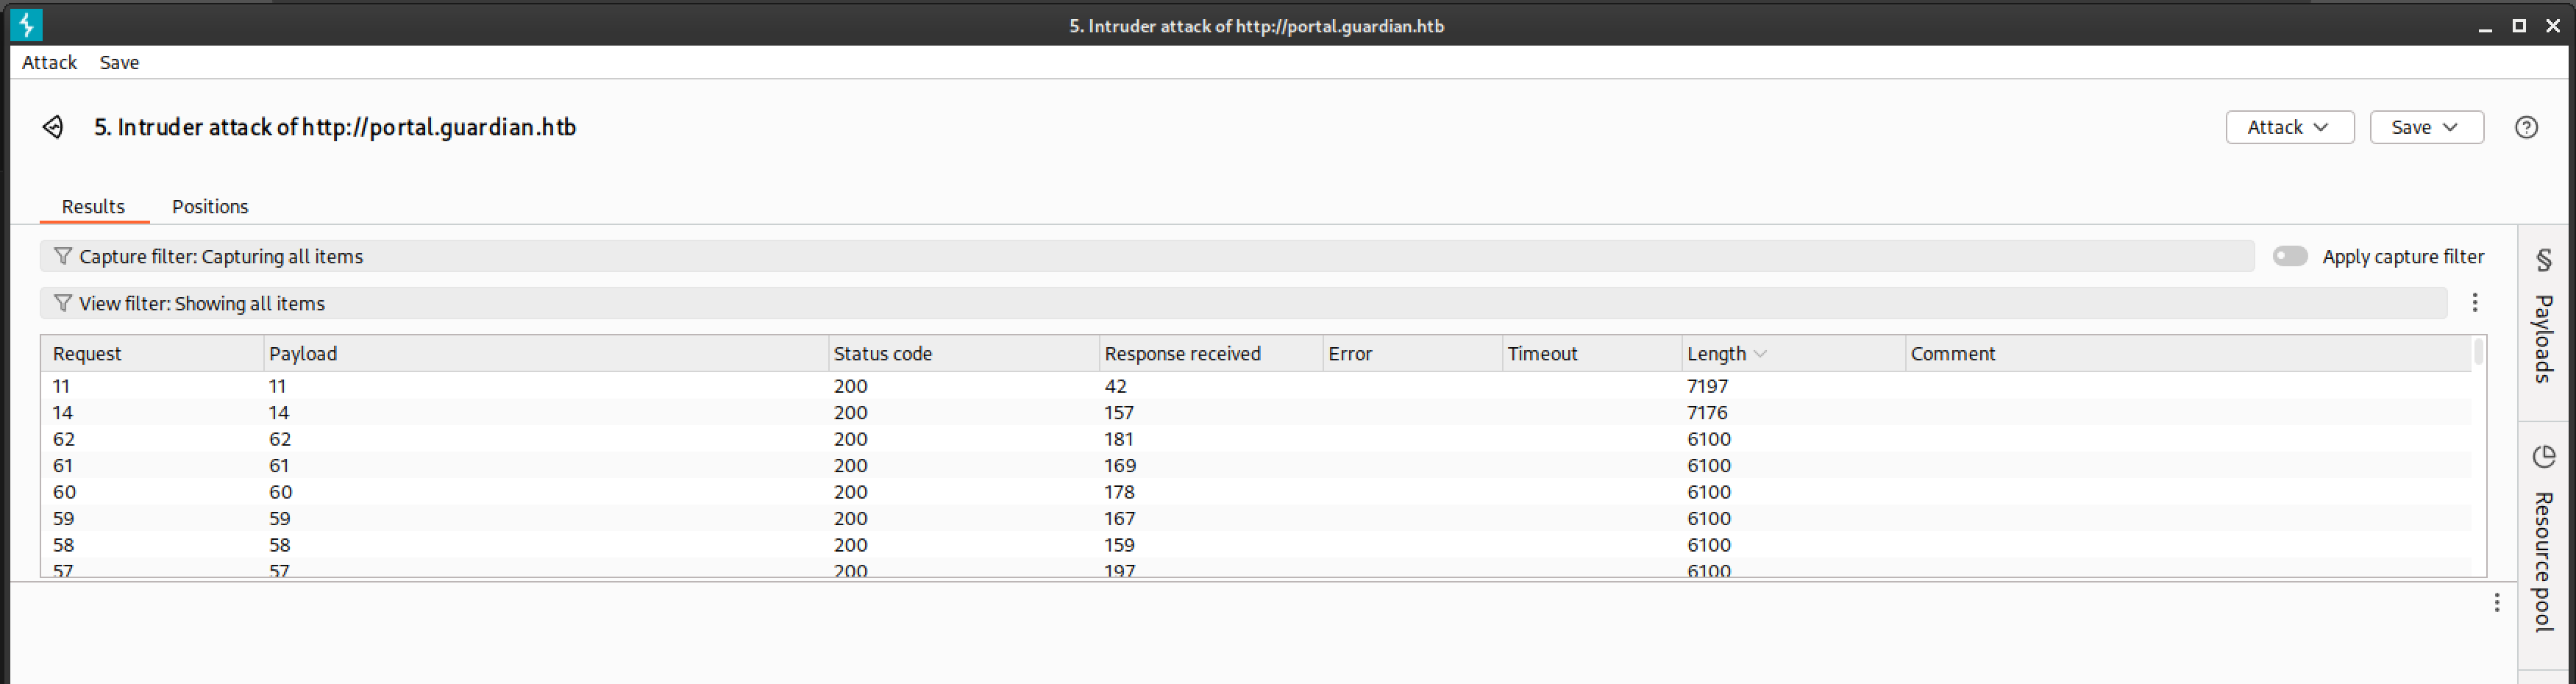 5. Intruder attack of http://portal.guardian.htb
Attack Save
5. Intruder attack of http://portal.guardian.htb
Attack Save
Results Positions
Capture filter: Capturing all items
Apply capture filter
View filter: Showing all items
Request Payload Status code Response received Error Timeout Length Comment
11 11 200 42 7197
14 14 200 157 7176
62 62 200 181 6100
61 61 200 169 6100
60 60 200 178 6100
59 59 200 167 6100
58 58 200 159 6100
57 57 200 197 6100
§
Payloads
Resource pool